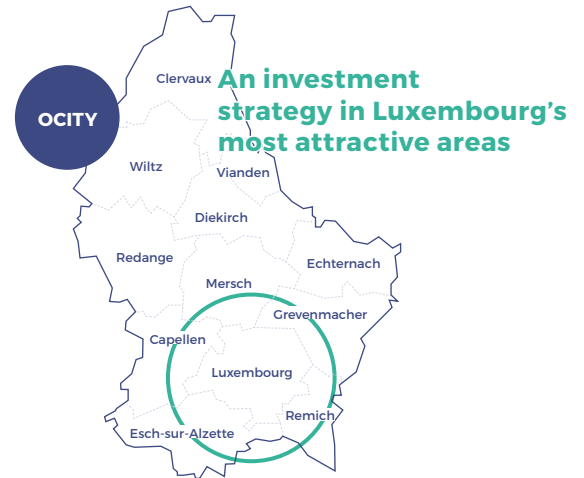 Clervaux
An investment
strategy in Luxembourg's
most attractive areas
OCITY
Wiltz
Vianden
Diekirch
Redange
Echternach
Mersch
Grevenmacher
Capellen
Luxembourg
Remich
Esch-sur-Alzette